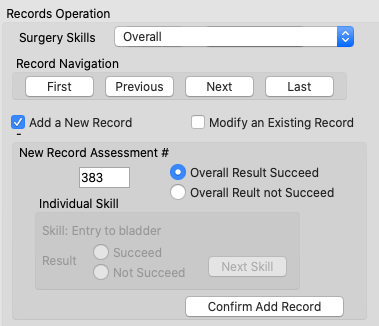 Records Operation
Surgery Skills Overall
Record Navigation
First Previous Next Last
Add a New Record Modify an Existing Record
-
New Record Assessment #
383
Overall Result Succeed
Overall Reult not Succeed
Individual Skill
Skill: Entry to bladder
Result
Succeed
Not Succeed
Next Skill
Confirm Add Record